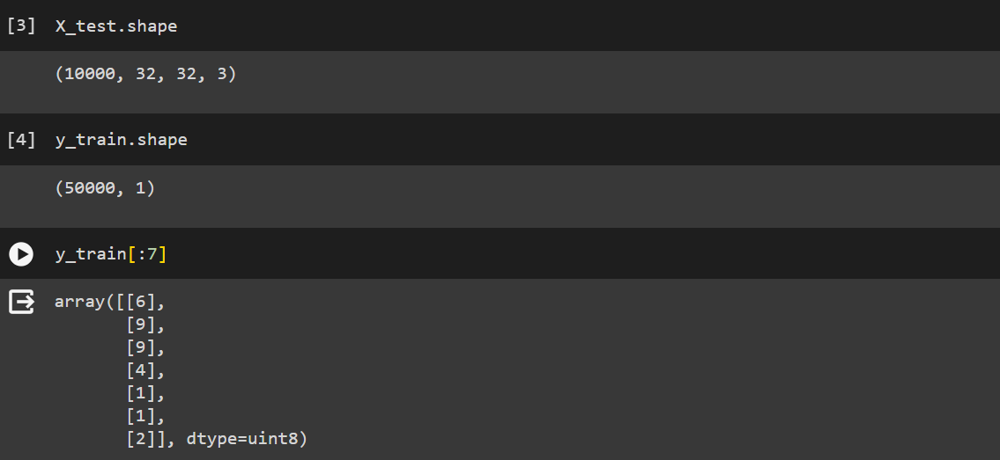 [3] X_test.shape
(10000, 32, 32, 3)
[4] y_train.shape
(50000, 1)
y_train[:7]
array([[6],
[9],
[9],
[4],
[1],
[1],
[2]], dtype=uint8)